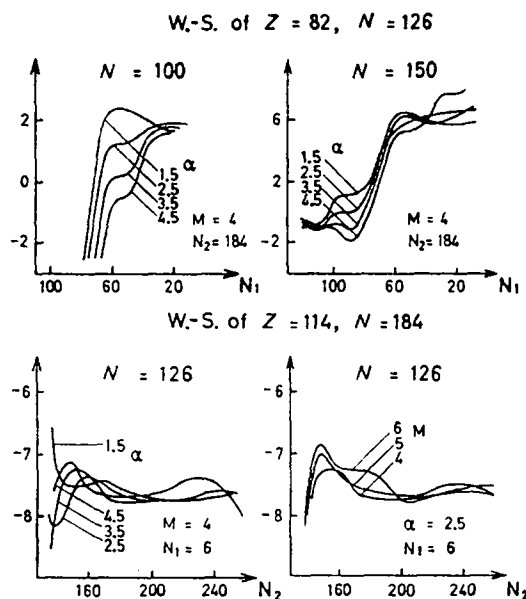 W.-S. of Z = 82, N = 126
N = 100
2
0
-2
1.5
α
2.5
3.5
4.5
M = 4
N₂= 184
100
60
20
N₁
N = 150
6
2
-2
1.5
α
2.5
3.5
4.5
M = 4
N₂= 184
100
60
20
N₁
W.-S. of Z = 114, N = 184
N = 126
-6
-7
-8
1.5
α
4.5
3.5
2.5
M = 4
N₁ = 6
160
200
240
N₂
N = 126
-6
-7
-8
6
M
5
4
α = 2.5
N₁ = 6
160
200
240
N₂